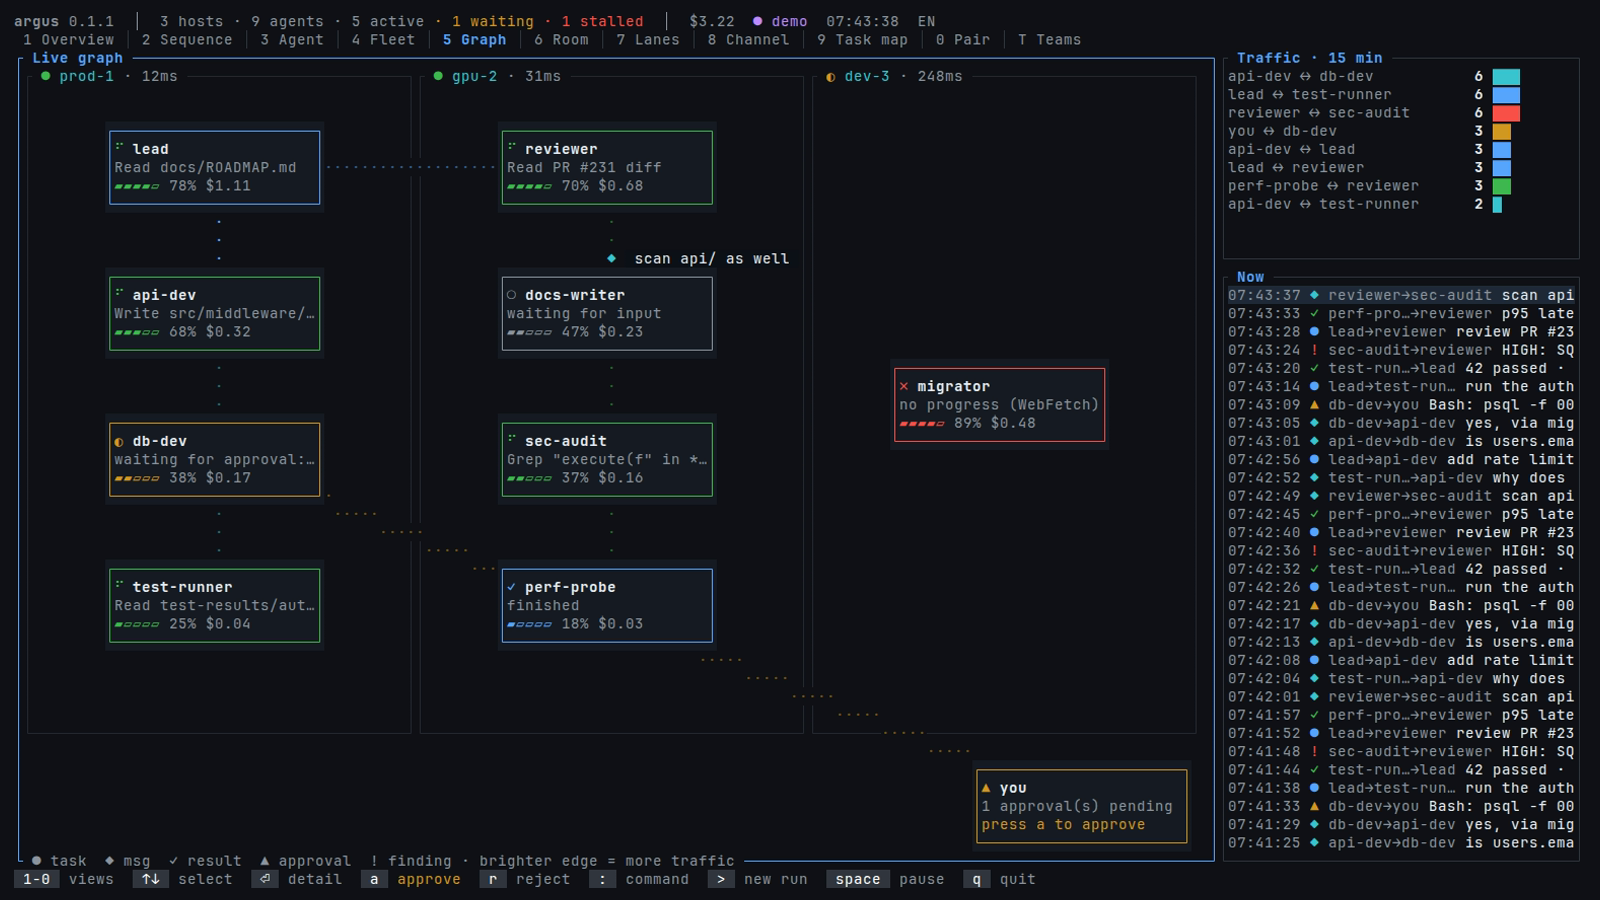 argus 0.1.1 │ 3 hosts · 9 agents · 5 active · 1 waiting · 1 stalled │ $3.22 ● demo 07:43:38 EN
1 Overview │ 2 Sequence │ 3 Agent │ 4 Fleet │ 5 Graph │ 6 Room │ 7 Lanes │ 8 Channel │ 9 Task map │ 0 Pair │ T Teams
Live graph
● prod-1 · 12ms
lead
Read docs/ROADMAP.md
78% $1.11
api-dev
Write src/middleware/…
68% $0.32
◐ db-dev
waiting for approval:…
38% $0.17
test-runner
Read test-results/aut…
25% $0.04
● gpu-2 · 31ms
reviewer
Read PR #231 diff
70% $0.68
◆ scan api/ as well
○ docs-writer
waiting for input
47% $0.23
sec-audit
Grep "execute(f" in *…
37% $0.16
✓ perf-probe
finished
18% $0.03
◐ dev-3 · 248ms
✕ migrator
no progress (WebFetch)
89% $0.48
▲ you
1 approval(s) pending
press a to approve
● task ◆ msg ✓ result ▲ approval ! finding · brighter edge = more traffic
Traffic · 15 min
api-dev ↔ db-dev 6
lead ↔ test-runner 6
reviewer ↔ sec-audit 6
you ↔ db-dev 3
api-dev ↔ lead 3
lead ↔ reviewer 3
perf-probe ↔ reviewer 3
api-dev ↔ test-runner 2
Now
07:43:37 ◆ reviewer→sec-audit scan api
07:43:33 ✓ perf-pro…→reviewer p95 late
07:43:28 ● lead→reviewer review PR #23
07:43:24 ! sec-audit→reviewer HIGH: SQ
07:43:20 ✓ test-run…→lead 42 passed ·
07:43:14 ● lead→test-run… run the auth
07:43:09 ▲ db-dev→you Bash: psql -f 00
07:43:05 ◆ db-dev→api-dev yes, via mig
07:43:01 ◆ api-dev→db-dev is users.ema
07:42:56 ● lead→api-dev add rate limit
07:42:52 ◆ test-run…→api-dev why does
07:42:49 ◆ reviewer→sec-audit scan api
07:42:45 ✓ perf-pro…→reviewer p95 late
07:42:40 ● lead→reviewer review PR #23
07:42:36 ! sec-audit→reviewer HIGH: SQ
07:42:32 ✓ test-run…→lead 42 passed ·
07:42:26 ● lead→test-run… run the auth
07:42:21 ▲ db-dev→you Bash: psql -f 00
07:42:17 ◆ db-dev→api-dev yes, via mig
07:42:13 ◆ api-dev→db-dev is users.ema
07:42:08 ● lead→api-dev add rate limit
07:42:04 ◆ test-run…→api-dev why does
07:42:01 ◆ reviewer→sec-audit scan api
07:41:57 ✓ perf-pro…→reviewer p95 late
07:41:52 ● lead→reviewer review PR #23
07:41:48 ! sec-audit→reviewer HIGH: SQ
07:41:44 ✓ test-run…→lead 42 passed ·
07:41:38 ● lead→test-run… run the auth
07:41:33 ▲ db-dev→you Bash: psql -f 00
07:41:29 ◆ db-dev→api-dev yes, via mig
07:41:25 ◆ api-dev→db-dev is users.ema
1-0 views ↑↓ select ⏎ detail a approve r reject : command > new run space pause q quit